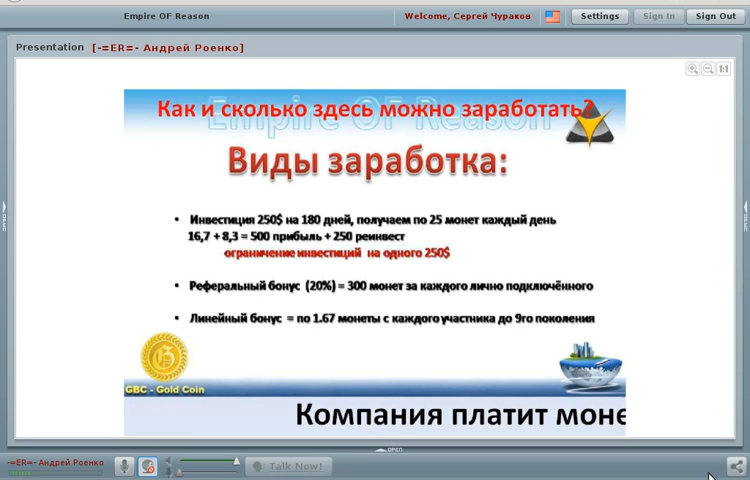 Empire OF Reason
Welcome, Сергей Чураков
Settings
Sign In
Sign Out
Presentation [-=ER=- Андрей Роенко]
1:1
Empire OF Reason
Как и сколько здесь можно заработать?
Виды заработка:
• Инвестиция 250$ на 180 дней, получаем по 25 монет каждый день
16,7 + 8,3 = 500 прибыль + 250 реинвест
ограничение инвестиций на одного 250$
• Реферальный бонус (20%) = 300 монет за каждого лично подключённого
• Линейный бонус = по 1.67 монеты с каждого участника до 9го поколения
GBC - Gold Coin
Компания платит моне
OPEN
-=ER=- Андрей Роенко
Talk Now!